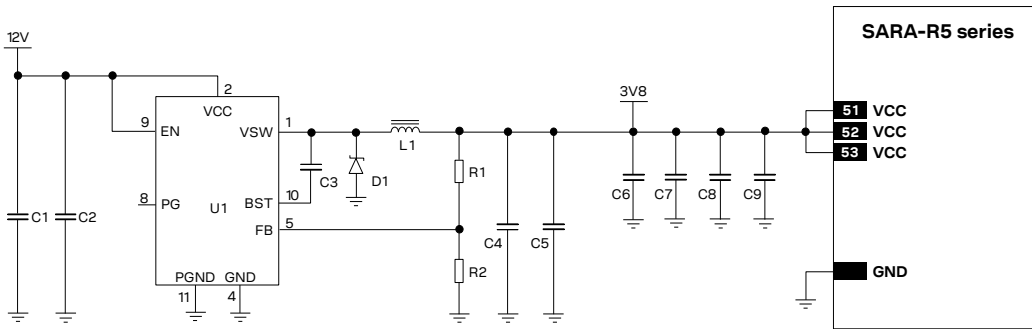 SARA-R5 series
12V
2
VCC
3V8
51 VCC
9 EN
VSW 1
52 VCC
L1
53 VCC
C3
D1
R1
8 PG
U1
BST 10
C6 C7 C8 C9
C1 C2
FB 5
C4 C5
R2
GND
PGND GND
11 4